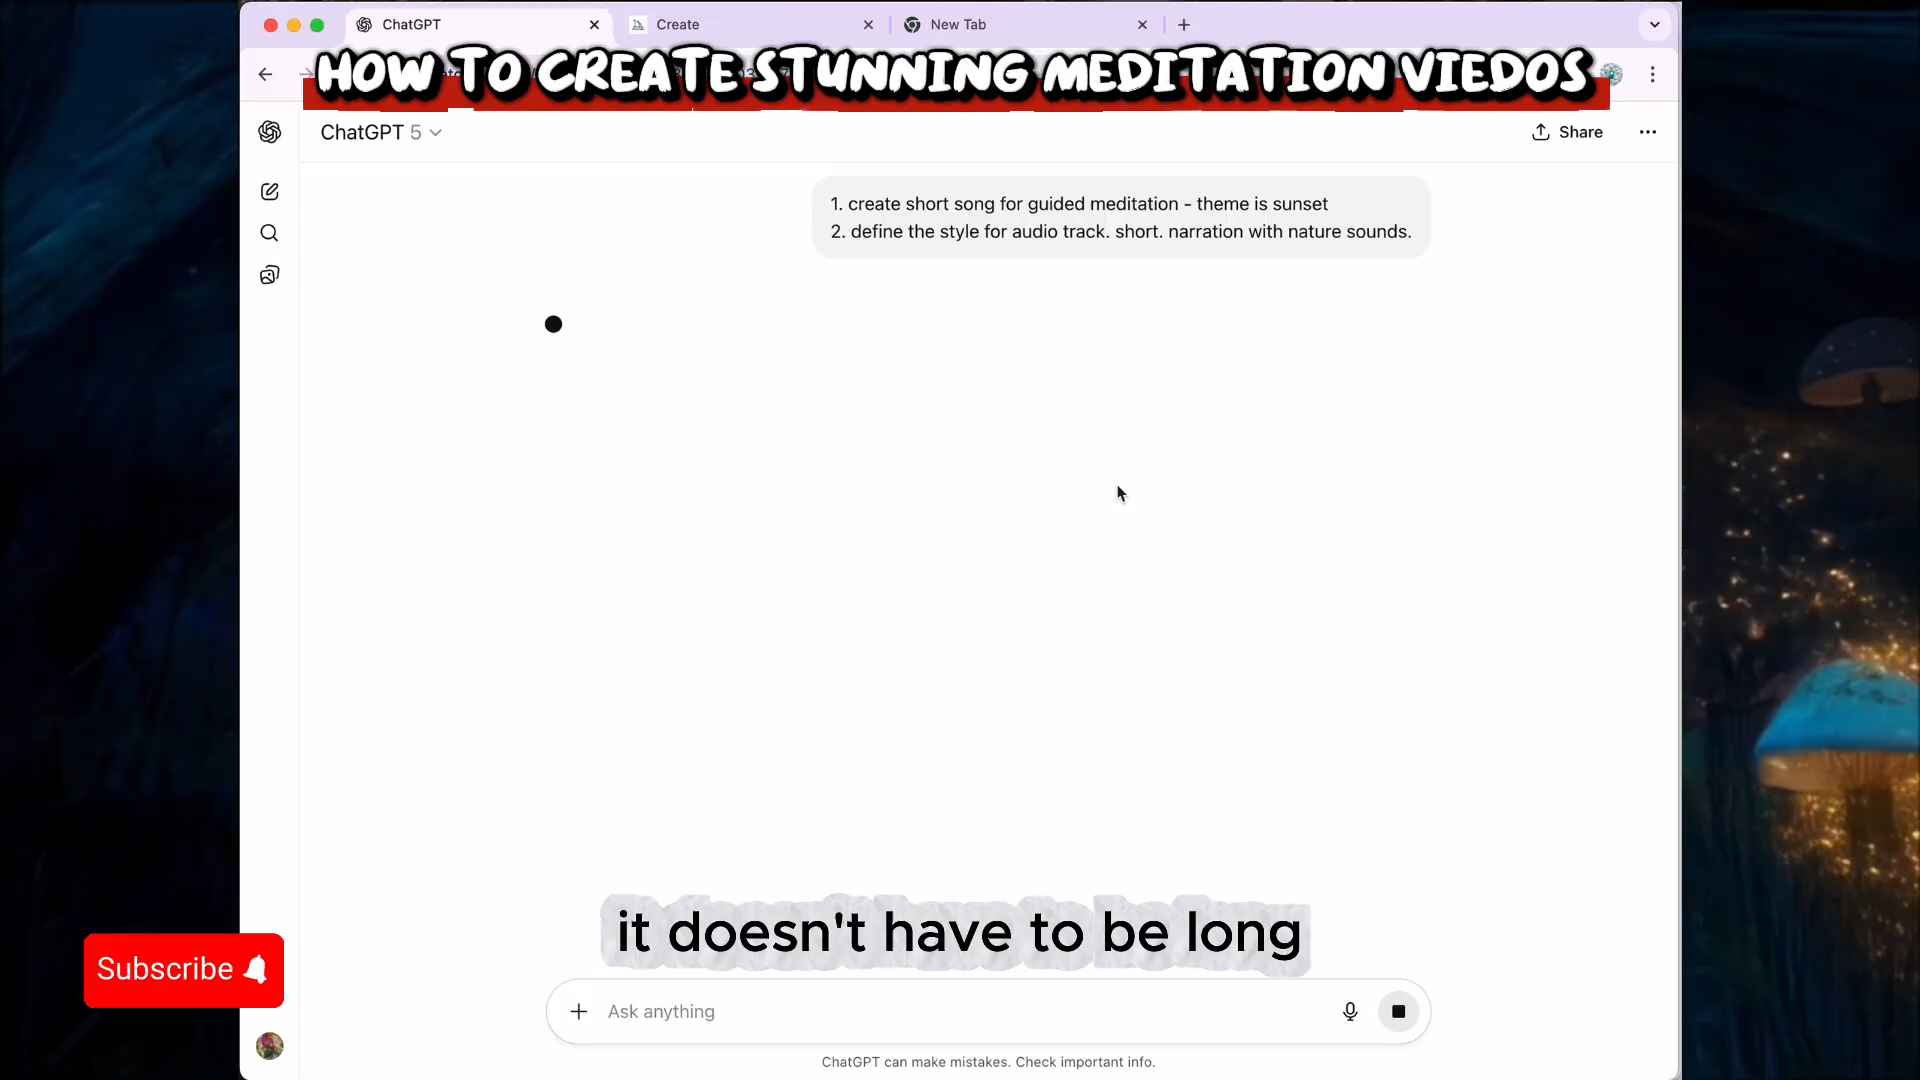 ChatGPT
Create
New Tab
HOW TO CREATE STUNNING MEDITATION VIEDOS
ChatGPT 5
Share
1. create short song for guided meditation - theme is sunset
2. define the style for audio track. short. narration with nature sounds.
it doesn't have to be long
Subscribe
Ask anything
ChatGPT can make mistakes. Check important info.